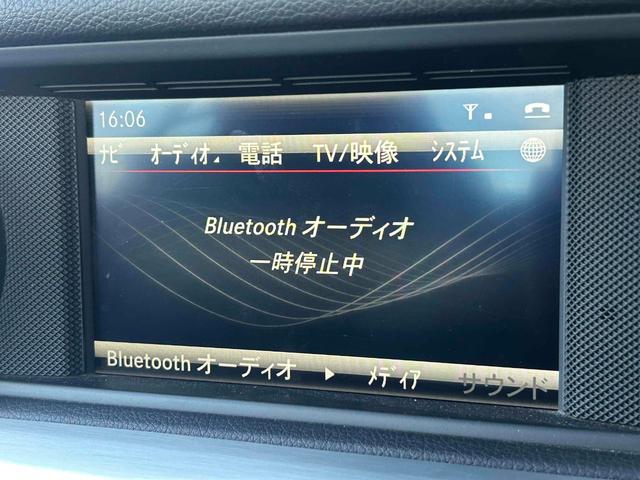 16:06
ナビ オーディオ 電話 TV/映像 システム
Bluetooth オーディオ
一時停止中
Bluetooth オーディオ メディア サウンド